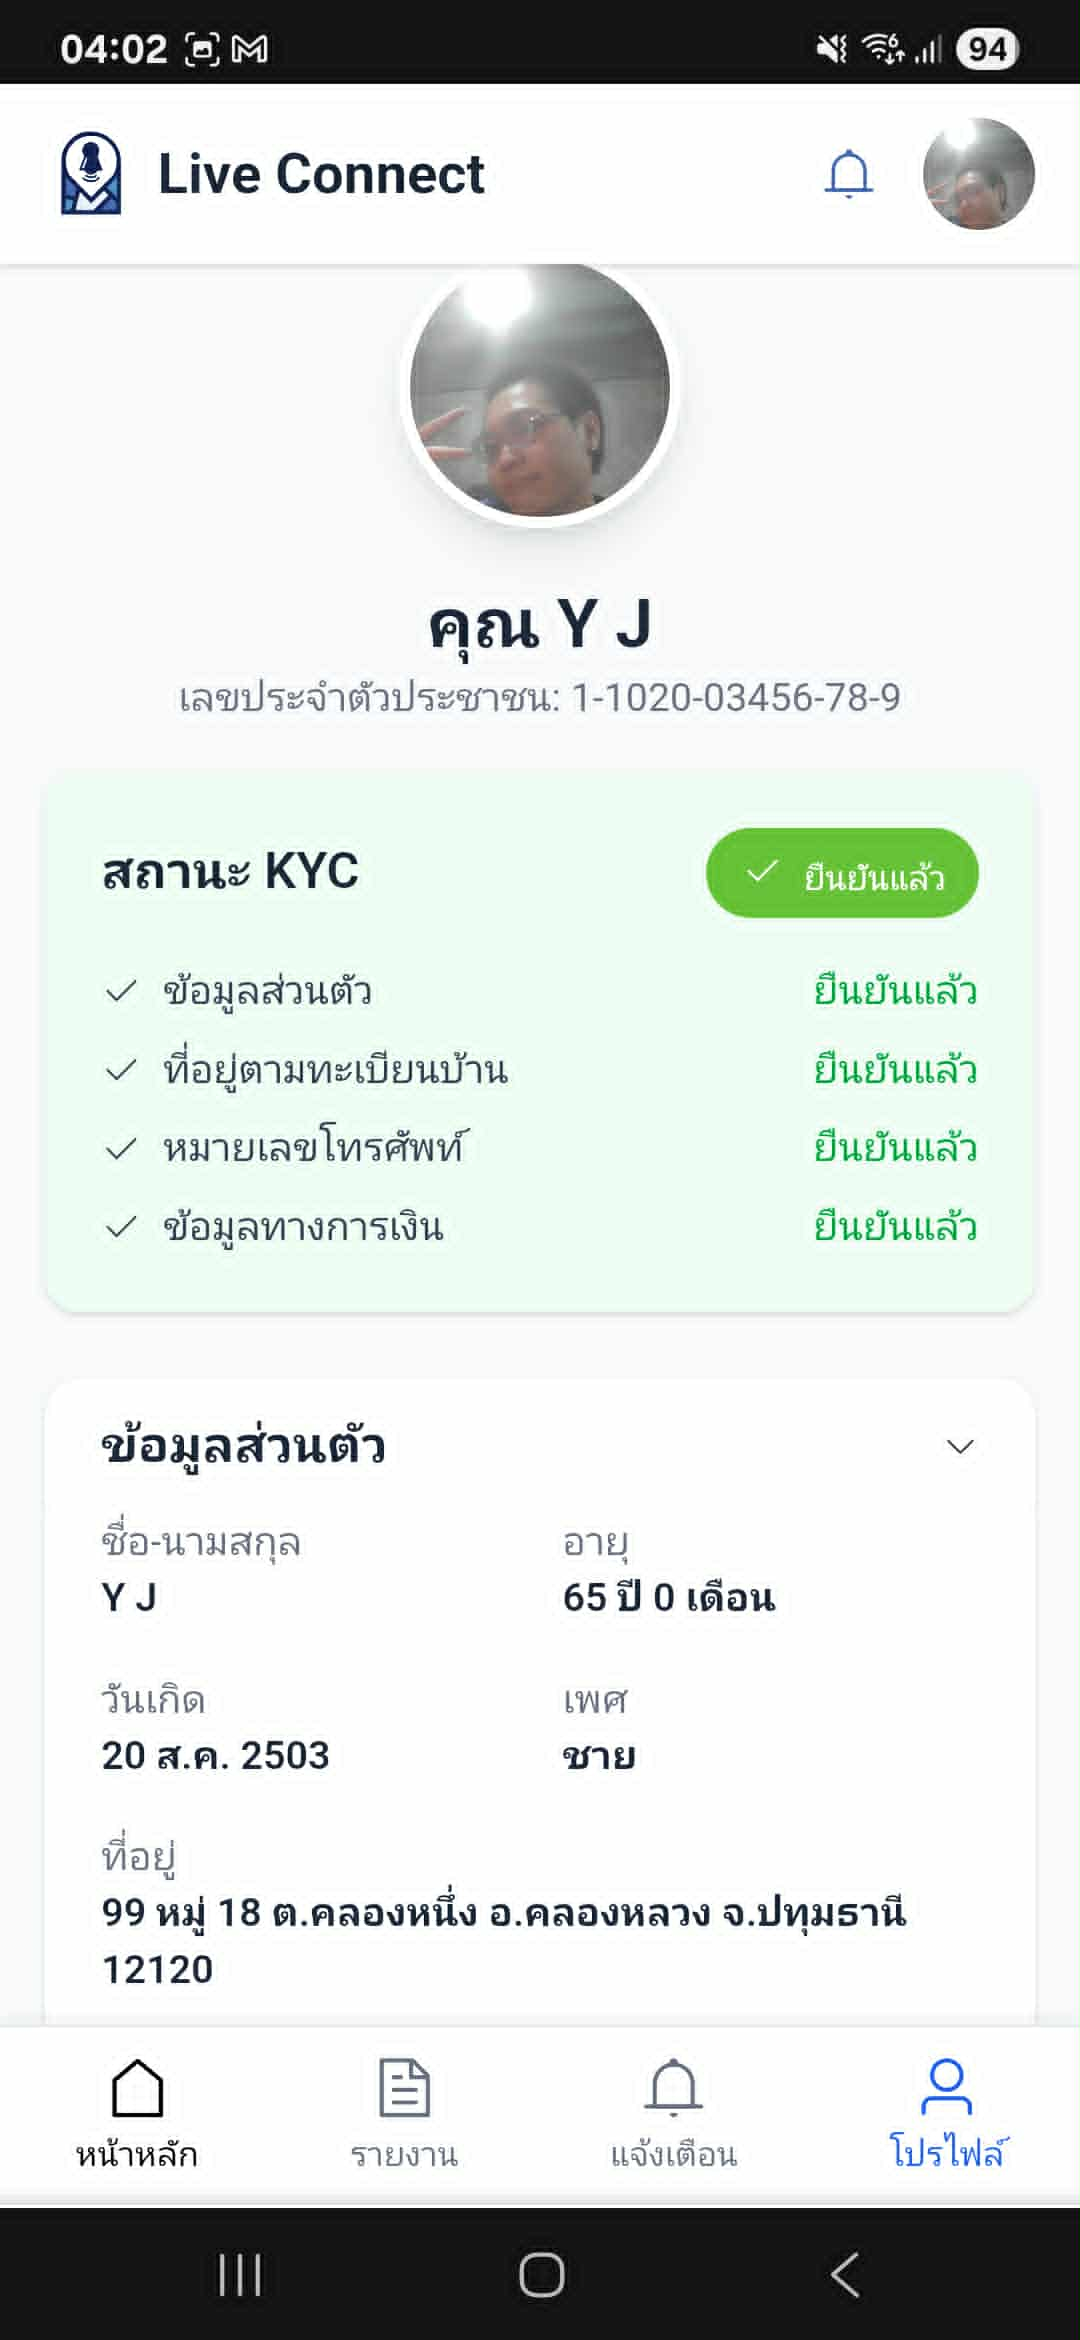 04:02
6
94
Live Connect
คุณ Y J
เลขประจำตัวประชาชน: 1-1020-03456-78-9
สถานะ KYC
ยืนยันแล้ว
ข้อมูลส่วนตัว ยืนยันแล้ว
ที่อยู่ตามทะเบียนบ้าน ยืนยันแล้ว
หมายเลขโทรศัพท์ ยืนยันแล้ว
ข้อมูลทางการเงิน ยืนยันแล้ว
ข้อมูลส่วนตัว
ชื่อ-นามสกุล อายุ
Y J 65 ปี 0 เดือน
วันเกิด เพศ
20 ส.ค. 2503 ชาย
ที่อยู่
99 หมู่ 18 ต.คลองหนึ่ง อ.คลองหลวง จ.ปทุมธานี
12120
หน้าหลัก รายงาน แจ้งเตือน โปรไฟล์